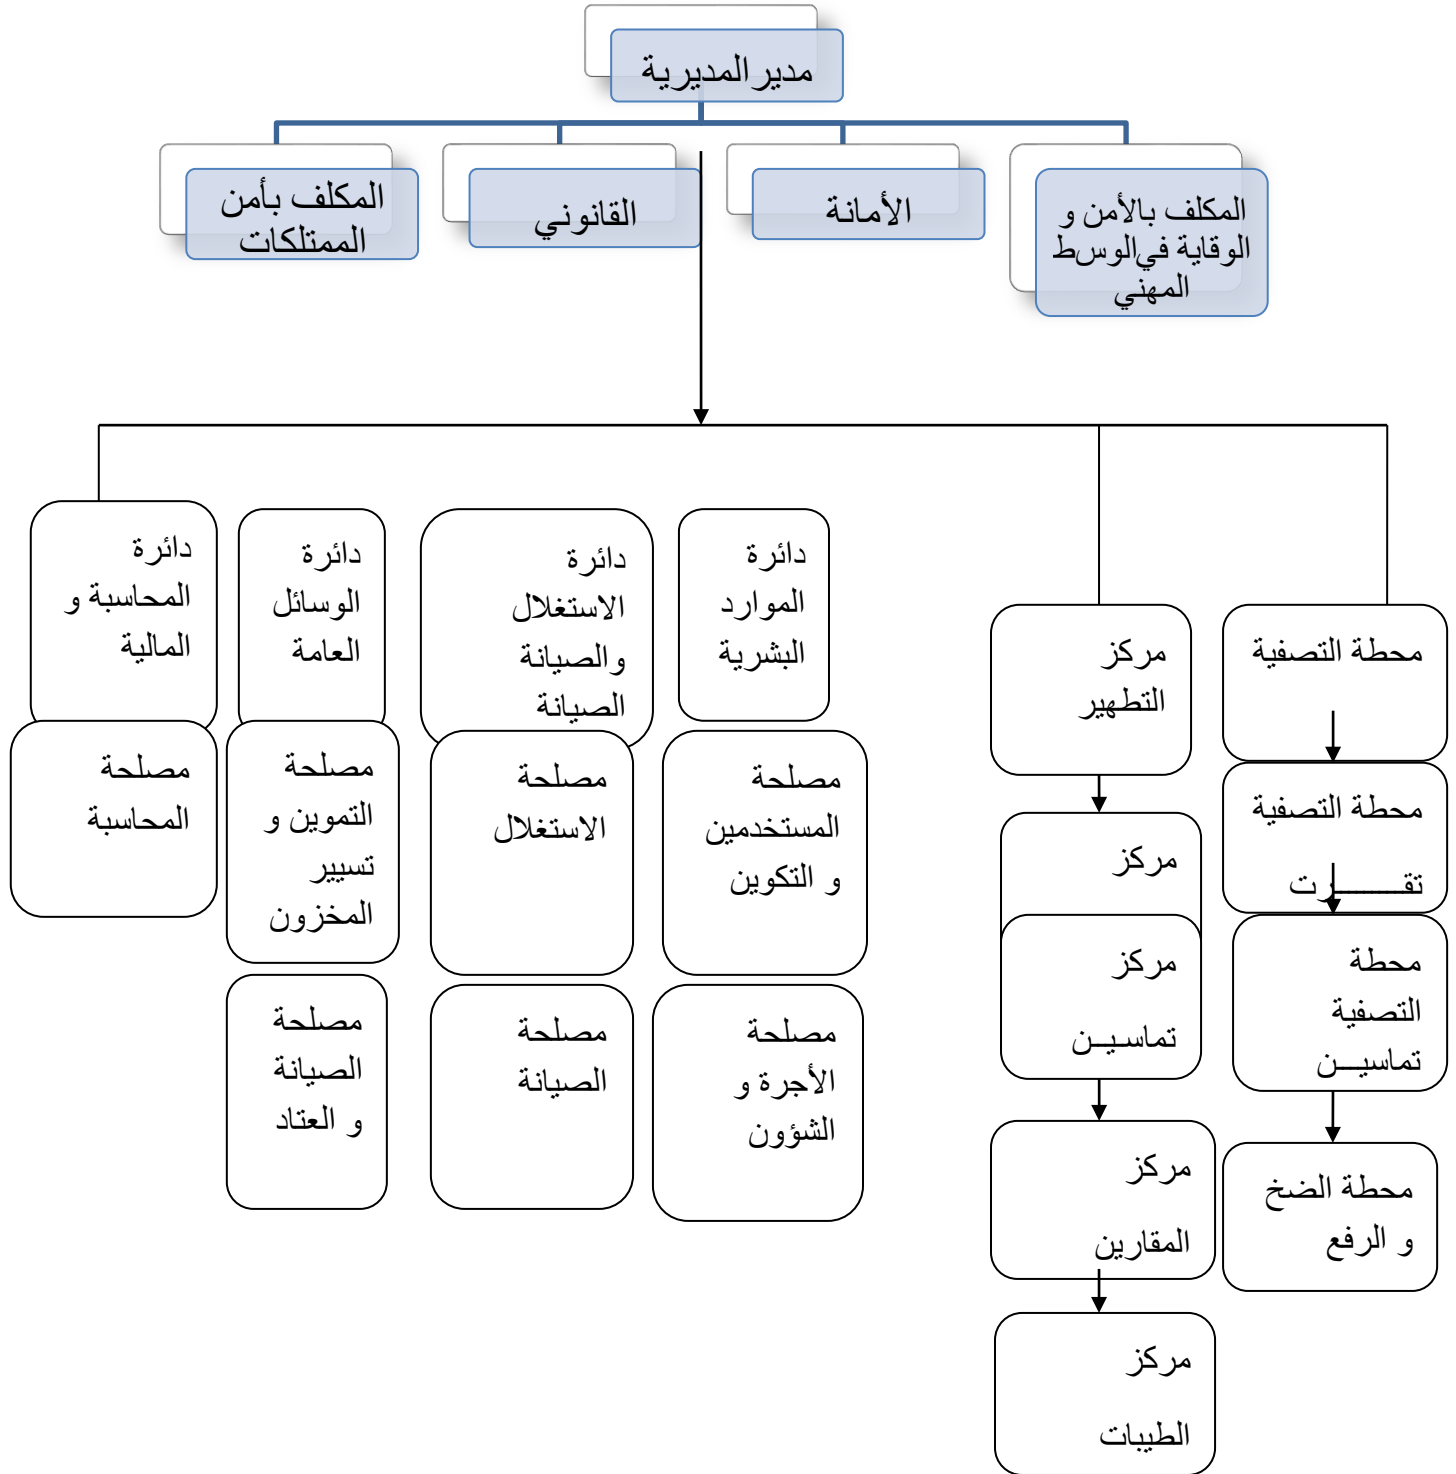 مدير المديرية
المكلف بالأمن و
الوقاية في الوسط
المهني
الأمانة
القانوني
المكلف بأمن
الممتلكات
محطة التصفية
محطة التصفية
تقـــــرت
محطة
التصفية
تماسيــن
محطة الضخ
و الرفع
مركز
التطهير
مركز
مركز
تماسيــن
مركز
المقارين
مركز
الطيبات
دائرة
الموارد
البشرية
مصلحة
المستخدمين
و التكوين
مصلحة
الأجرة و
الشؤون
دائرة
الاستغلال
والصيانة
الصيانة
مصلحة
الاستغلال
مصلحة
الصيانة
دائرة
الوسائل
العامة
مصلحة
التموين و
تسيير
المخزون
مصلحة
الصيانة
و العتاد
دائرة
المحاسبة و
المالية
مصلحة
المحاسبة